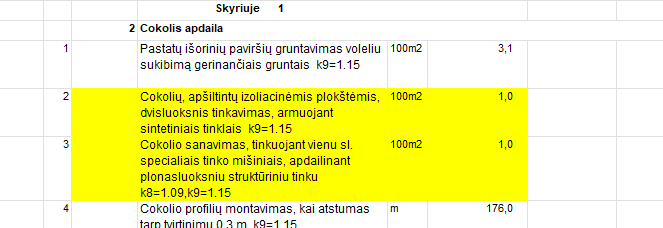 Skyriuje 1
2 Cokolis apdaila
1 Pastatų išorinių paviršių gruntavimas voleliu 100m2 3,1
sukibimą gerinančiais gruntais k9=1.15
2 Cokolių, apšiltintų izoliacinėmis plokštėmis, 100m2 1,0
dvisluoksnis tinkavimas, armuojant
sintetiniais tinklais k9=1.15
3 Cokolio sanavimas, tinkuojant vienu sl. 100m2 1,0
specialiais tinko mišiniais, apdailinant
plonasluoksniu struktūriniu tinku
k8=1.09,k9=1.15
4 Cokolio profilių montavimas, kai atstumas m 176,0
tarp tvirtinimų 0,3 m k9=1.15